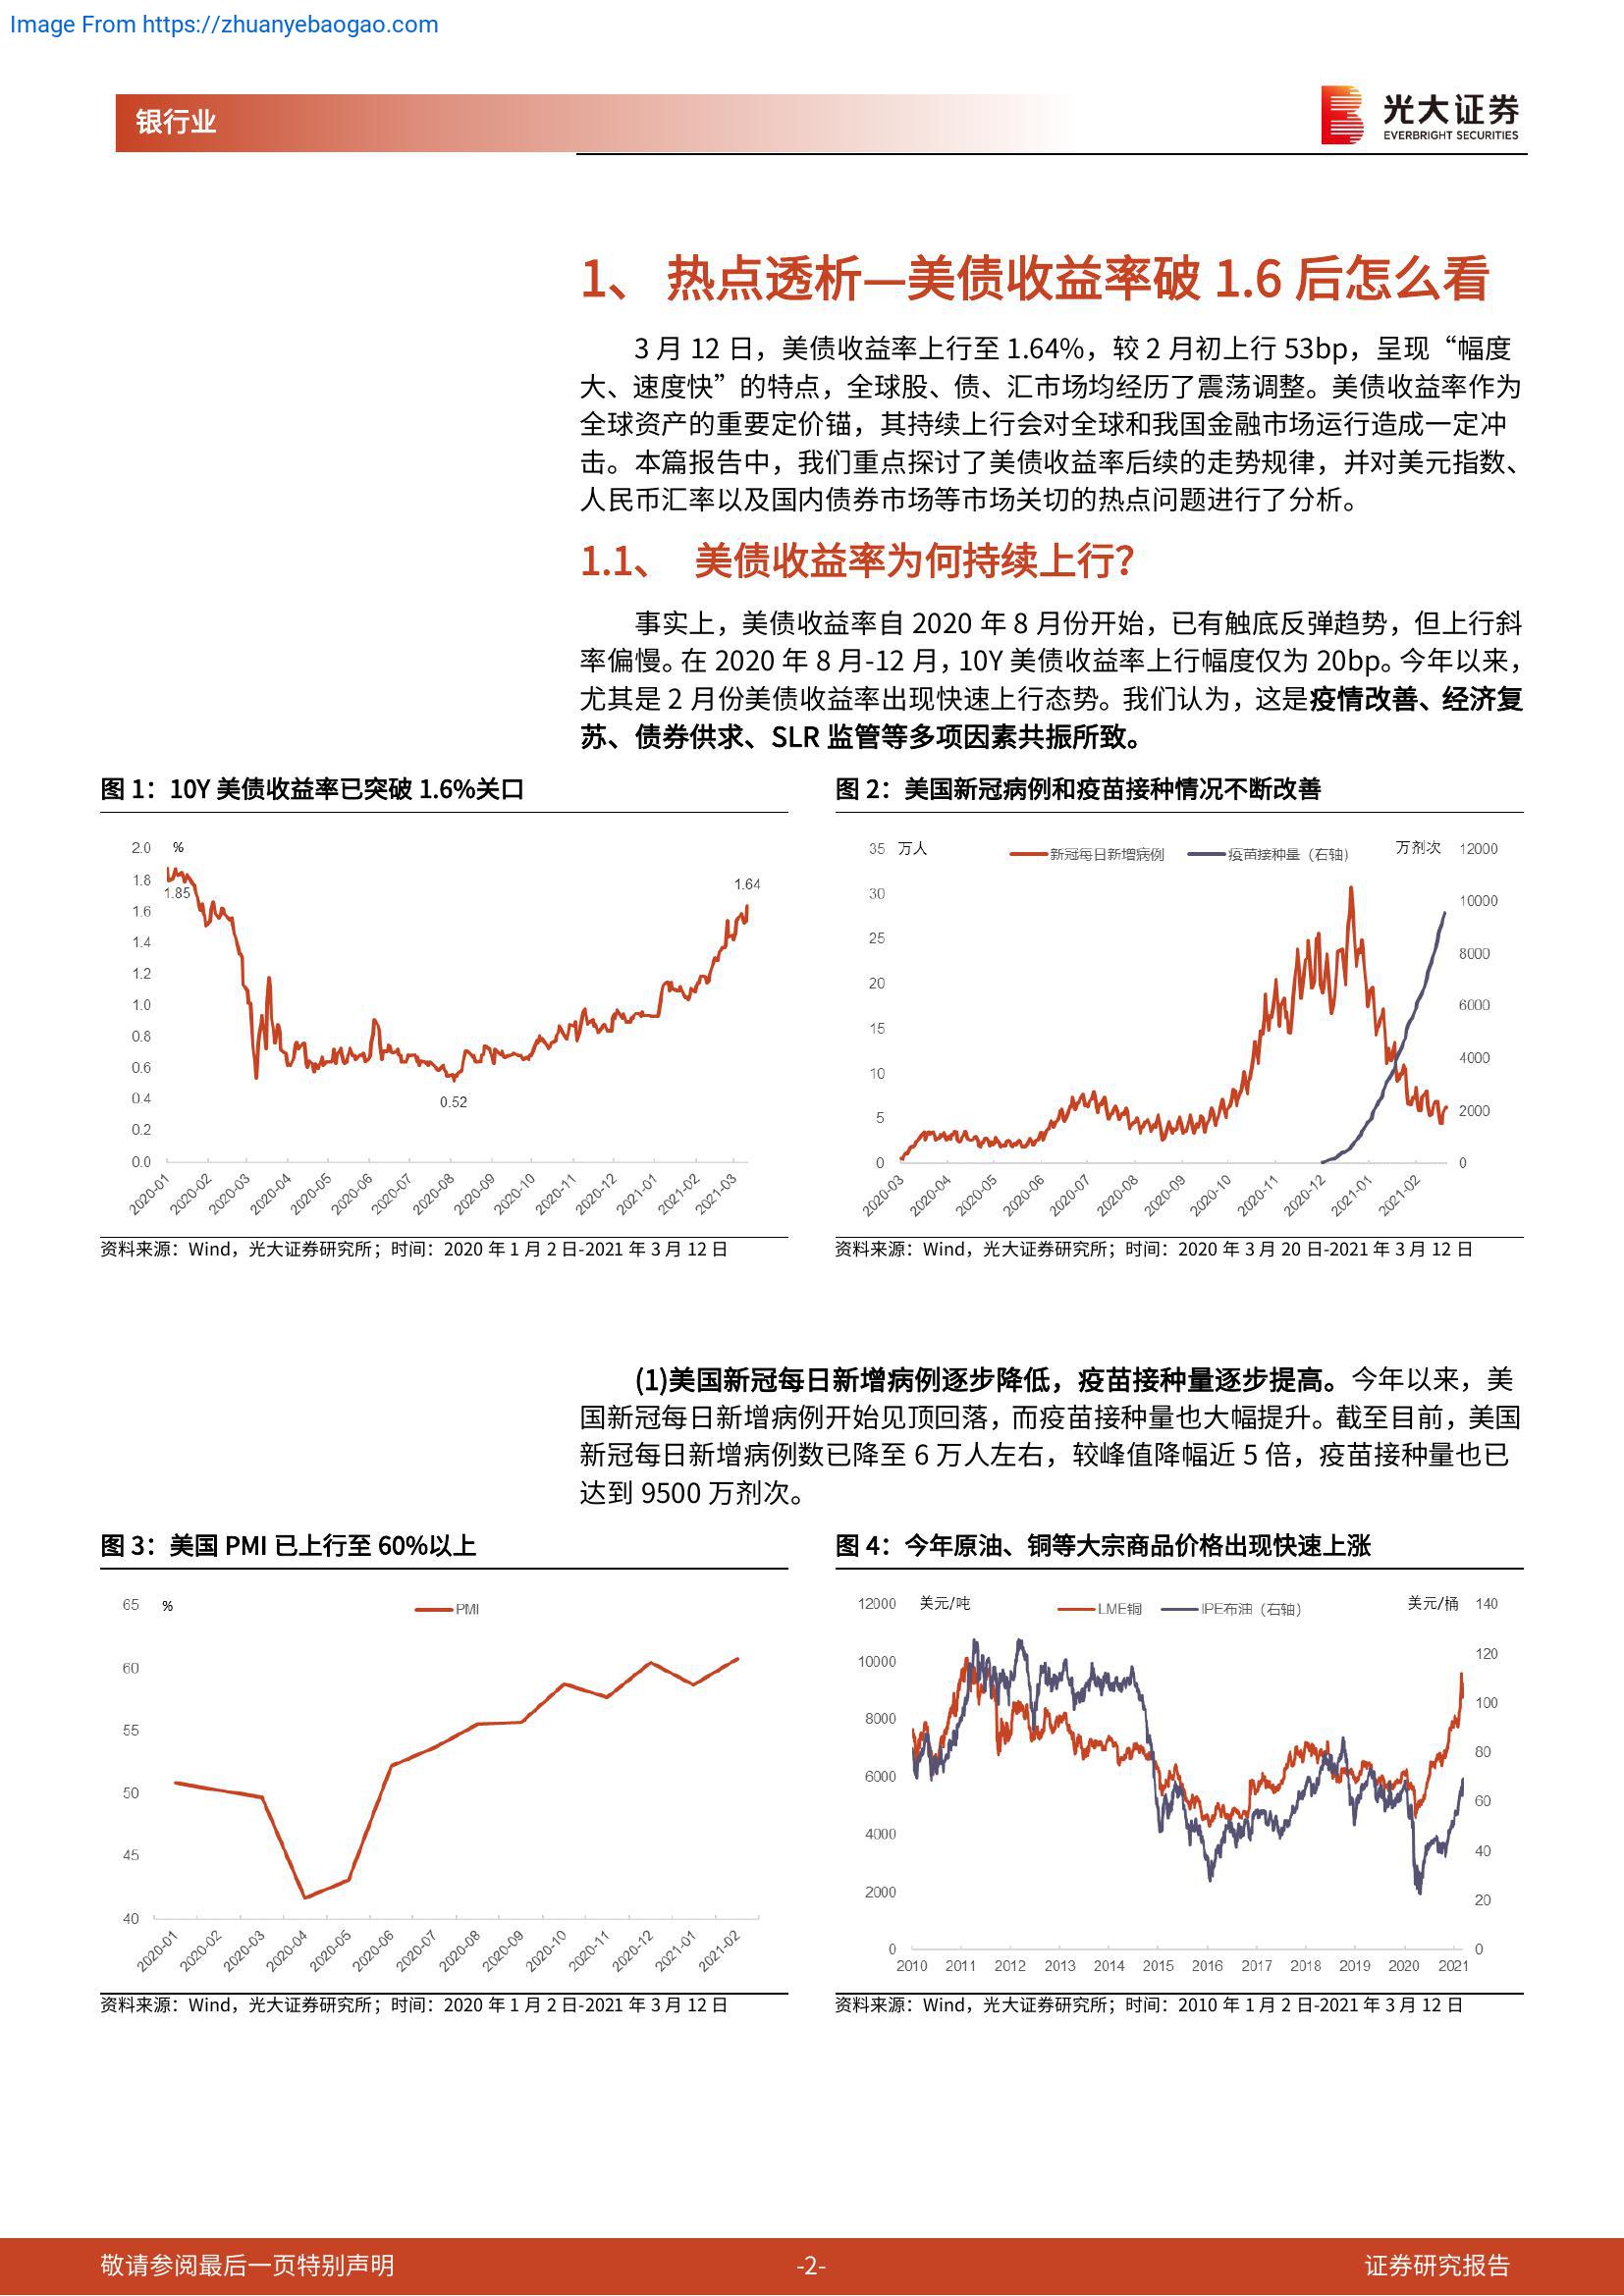 Image From https://zhuanyebaogao.com
银行业
光大证券
EVERBRIGHT SECURITIES
1、 热点透析—美债收益率破 1.6 后怎么看
3 月 12 日，美债收益率上行至 1.64%，较 2 月初上行 53bp，呈现“幅度
大、速度快”的特点，全球股、债、汇市场均经历了震荡调整。美债收益率作为
全球资产的重要定价锚，其持续上行会对全球和我国金融市场运行造成一定冲
击。本篇报告中，我们重点探讨了美债收益率后续的走势规律，并对美元指数、
人民币汇率以及国内债券市场等市场关切的热点问题进行了分析。
1.1、 美债收益率为何持续上行？
事实上，美债收益率自 2020 年 8 月份开始，已有触底反弹趋势，但上行斜
率偏慢。在 2020 年 8 月-12 月，10Y 美债收益率上行幅度仅为 20bp。今年以来，
尤其是 2 月份美债收益率出现快速上行态势。我们认为，这是疫情改善、经济复
苏、债券供求、SLR 监管等多项因素共振所致。
图 1：10Y 美债收益率已突破 1.6%关口
2.0 %
1.8
1.6
1.4
1.2
1.0
0.8
0.6
0.4
0.2
0.0
1.85
0.52
1.64
2020-01 2020-02 2020-03 2020-04 2020-05 2020-06 2020-07 2020-08 2020-09 2020-10 2020-11 2020-12 2021-01 2021-02 2021-03
资料来源：Wind，光大证券研究所；时间：2020 年 1 月 2 日-2021 年 3 月 12 日
图 2：美国新冠病例和疫苗接种情况不断改善
35 万人 新冠每日新增病例 疫苗接种量（右轴） 万剂次 12000
30
25
20
15
10
5
0
10000
8000
6000
4000
2000
0
2020-03 2020-04 2020-05 2020-06 2020-07 2020-08 2020-09 2020-10 2020-11 2020-12 2021-01 2021-02
资料来源：Wind，光大证券研究所；时间：2020 年 3 月 20 日-2021 年 3 月 12 日
(1)美国新冠每日新增病例逐步降低，疫苗接种量逐步提高。今年以来，美
国新冠每日新增病例开始见顶回落，而疫苗接种量也大幅提升。截至目前，美国
新冠每日新增病例数已降至 6 万人左右，较峰值降幅近 5 倍，疫苗接种量也已
达到 9500 万剂次。
图 3：美国 PMI 已上行至 60%以上
65 % PMI
60
55
50
45
40
2020-01 2020-02 2020-03 2020-04 2020-05 2020-06 2020-07 2020-08 2020-09 2020-10 2020-11 2020-12 2021-01 2021-02
资料来源：Wind，光大证券研究所；时间：2020 年 1 月 2 日-2021 年 3 月 12 日
图 4：今年原油、铜等大宗商品价格出现快速上涨
12000 美元/吨 LME铜 IPE布油（右轴） 美元/桶 140
10000
8000
6000
4000
2000
0
120
100
80
60
40
20
0
2010 2011 2012 2013 2014 2015 2016 2017 2018 2019 2020 2021
资料来源：Wind，光大证券研究所；时间：2010 年 1 月 2 日-2021 年 3 月 12 日
敬请参阅最后一页特别声明 -2- 证券研究报告